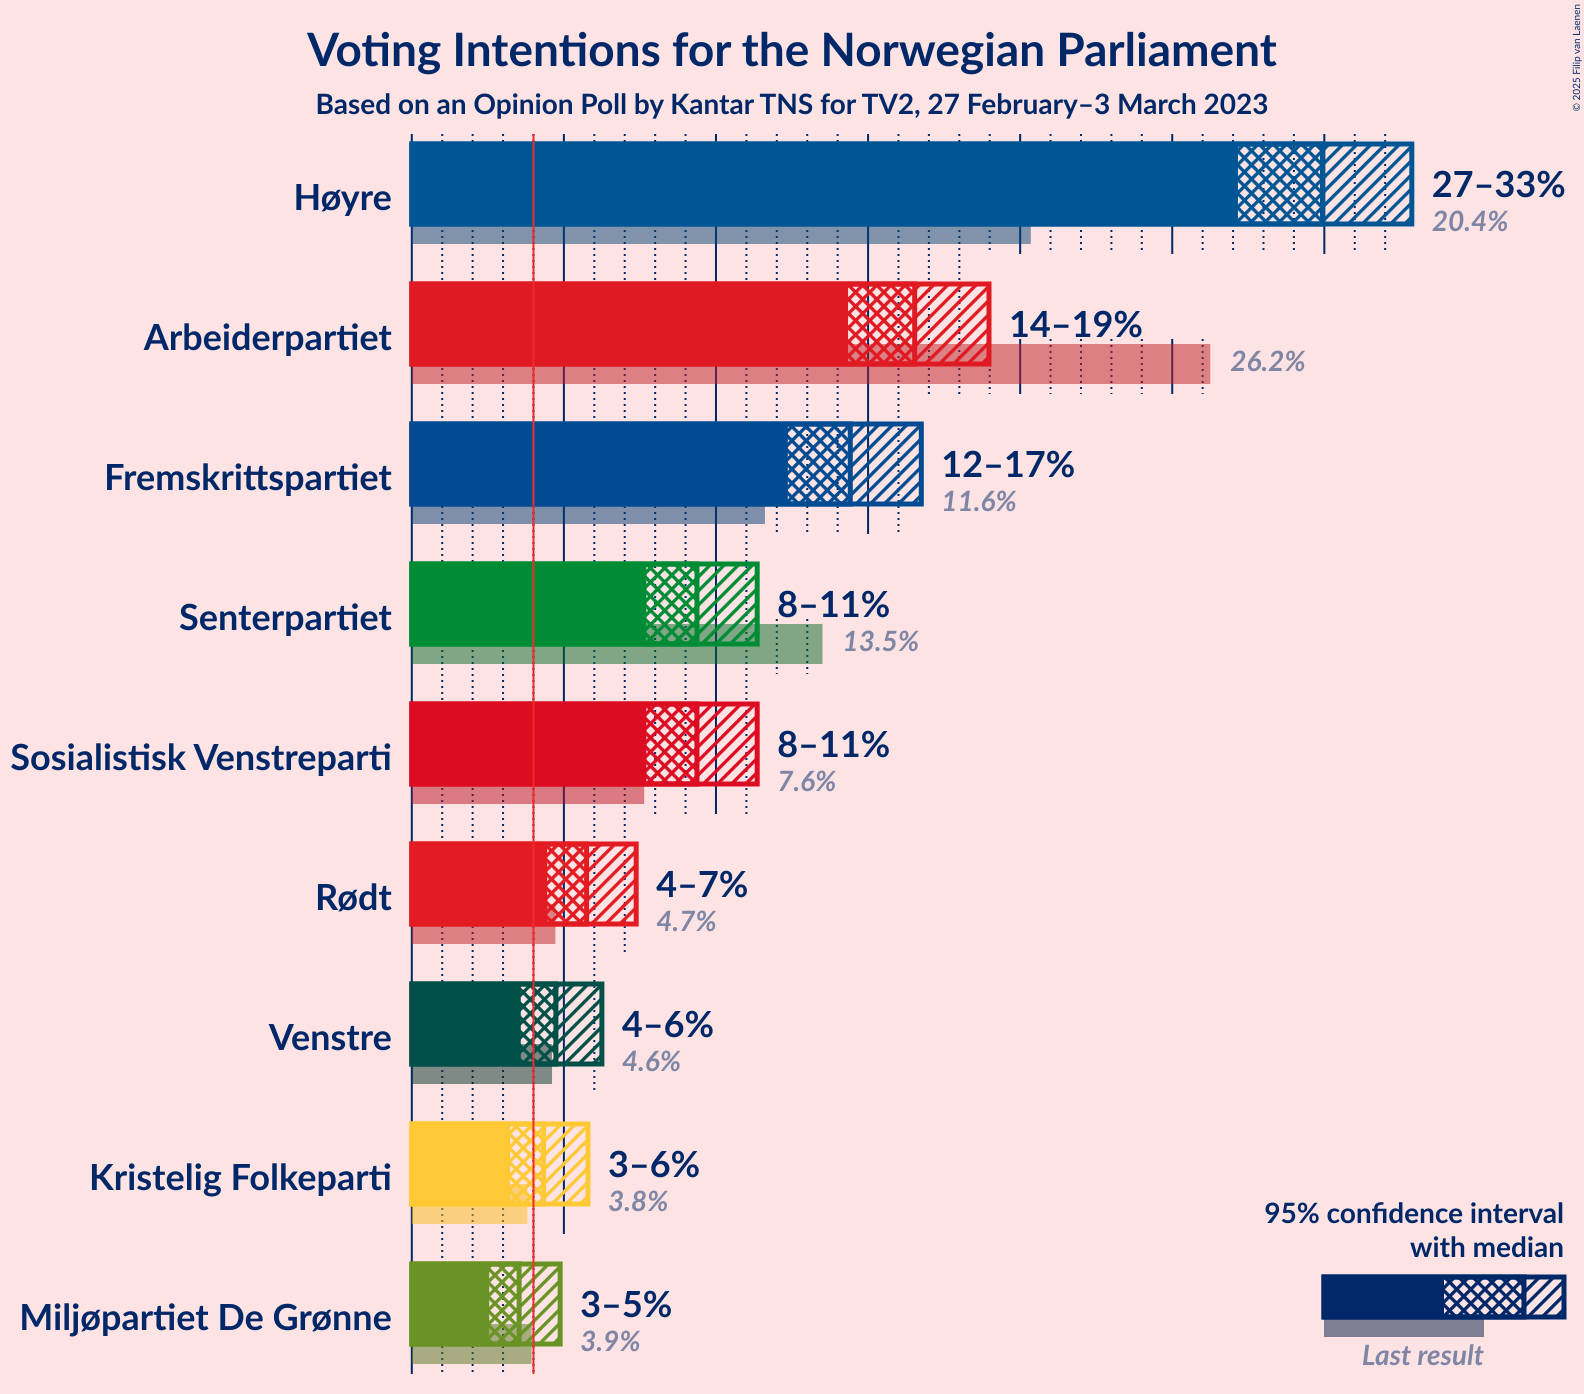 Voting Intentions for the Norwegian Parliament
Based on an Opinion Poll by Kantar TNS for TV2, 27 February–3 March 2023
© 2025 Filip van Laenen
Høyre
27–33%
20.4%
Arbeiderpartiet
14–19%
26.2%
Fremskrittspartiet
12–17%
11.6%
Senterpartiet
8–11%
13.5%
Sosialistisk Venstreparti
8–11%
7.6%
Rødt
4–7%
4.7%
Venstre
4–6%
4.6%
Kristelig Folkeparti
3–6%
3.8%
Miljøpartiet De Grønne
3–5%
3.9%
95% confidence interval
with median
Last result